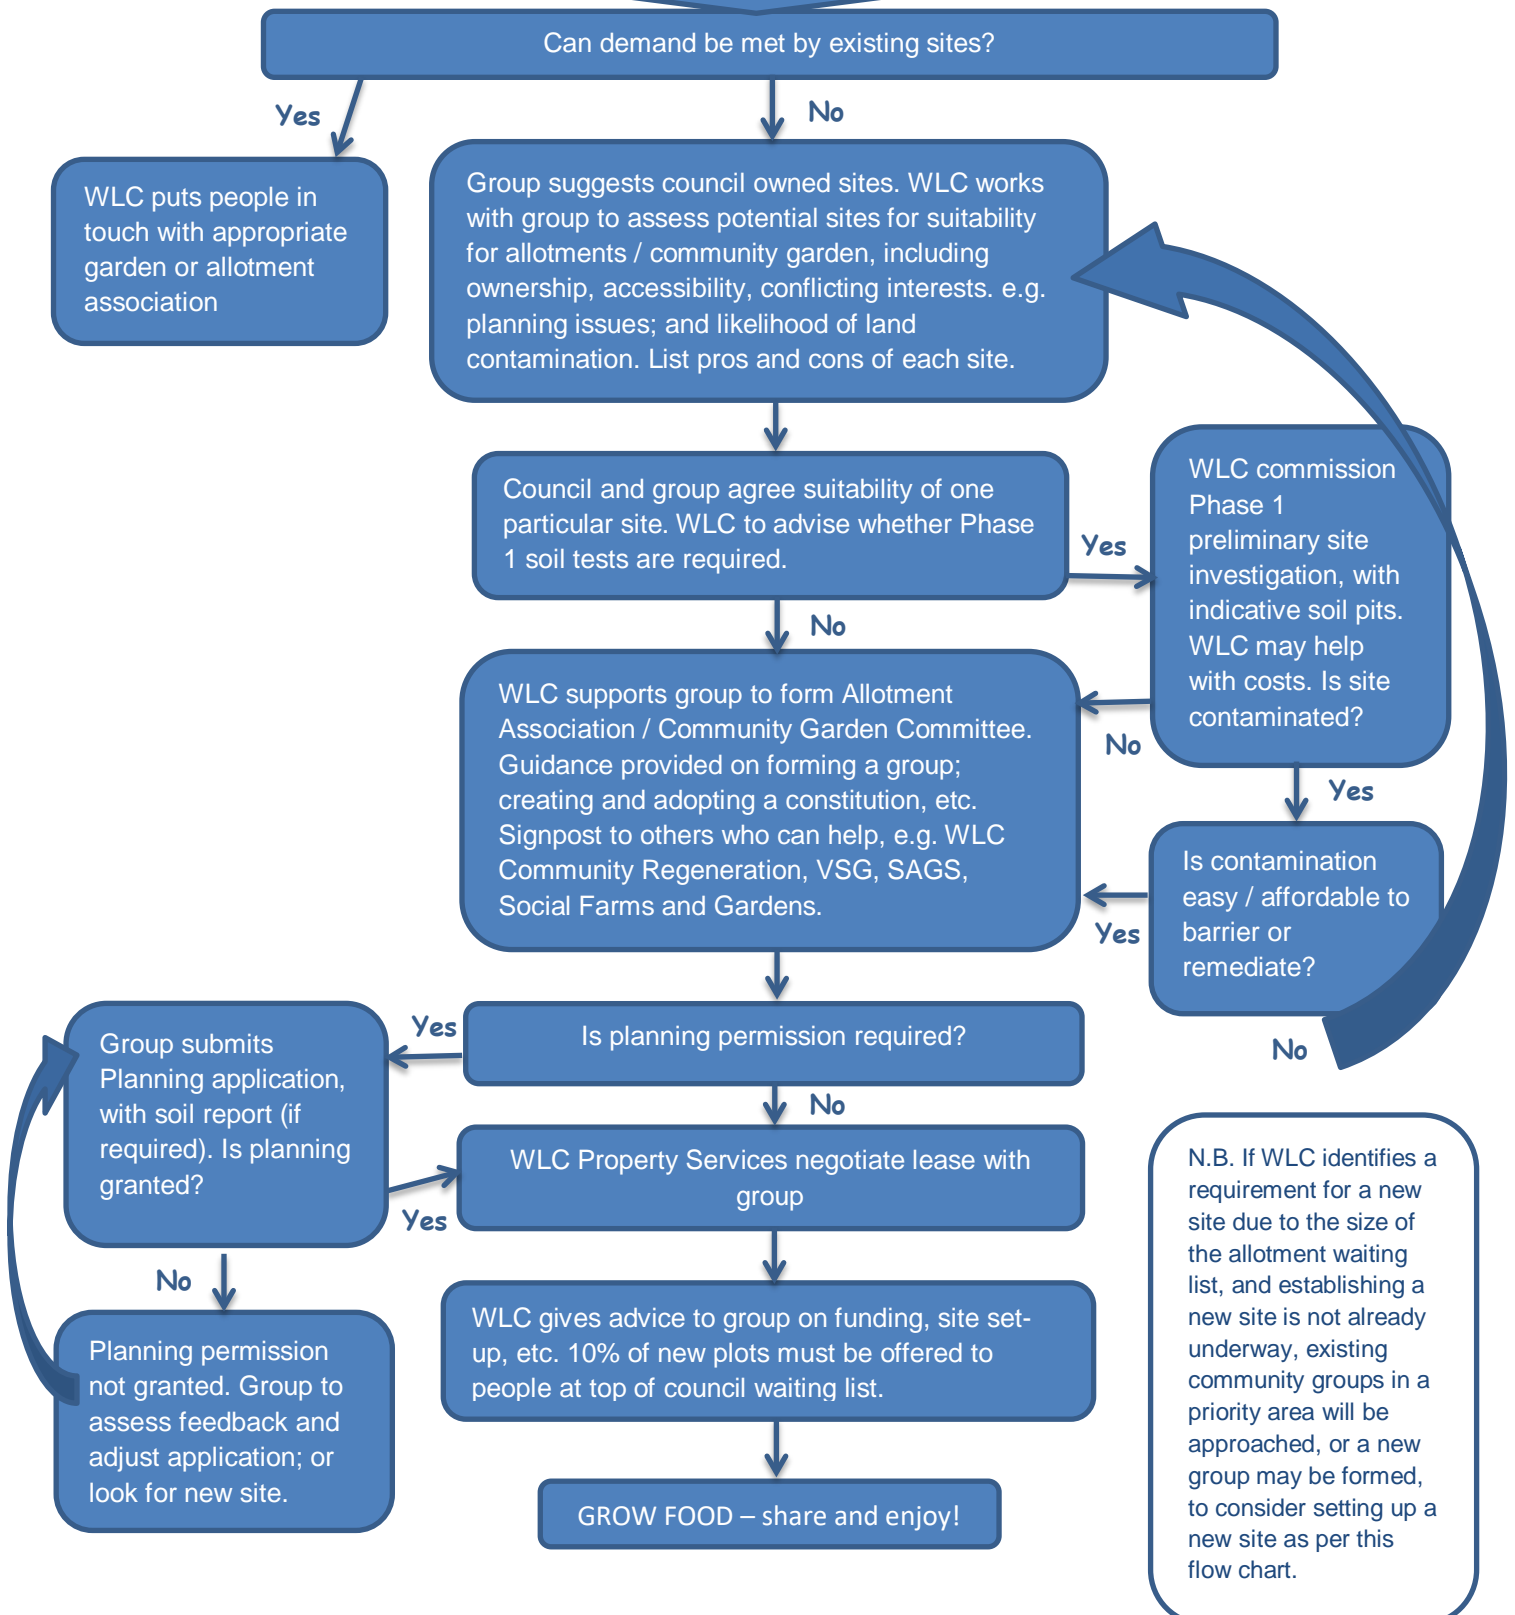 Can demand be met by existing sites?
Yes
No
WLC puts people in
touch with appropriate
garden or allotment
association
Group suggests council owned sites. WLC works
with group to assess potential sites for suitability
for allotments / community garden, including
ownership, accessibility, conflicting interests. e.g.
planning issues; and likelihood of land
contamination. List pros and cons of each site.
Council and group agree suitability of one
particular site. WLC to advise whether Phase
1 soil tests are required.
Yes
No
WLC commission
Phase 1
preliminary site
investigation, with
indicative soil pits.
WLC may help
with costs. Is site
contaminated?
No
Yes
WLC supports group to form Allotment
Association / Community Garden Committee.
Guidance provided on forming a group;
creating and adopting a constitution, etc.
Signpost to others who can help, e.g. WLC
Community Regeneration, VSG, SAGS,
Social Farms and Gardens.
Is contamination
easy / affordable to
barrier or
remediate?
Yes
No
Is planning permission required?
Yes
No
Group submits
Planning application,
with soil report (if
required). Is planning
granted?
Yes
No
WLC Property Services negotiate lease with
group
Planning permission
not granted. Group to
assess feedback and
adjust application; or
look for new site.
WLC gives advice to group on funding, site set-
up, etc. 10% of new plots must be offered to
people at top of council waiting list.
GROW FOOD – share and enjoy!
N.B. If WLC identifies a
requirement for a new
site due to the size of
the allotment waiting
list, and establishing a
new site is not already
underway, existing
community groups in a
priority area will be
approached, or a new
group may be formed,
to consider setting up a
new site as per this
flow chart.